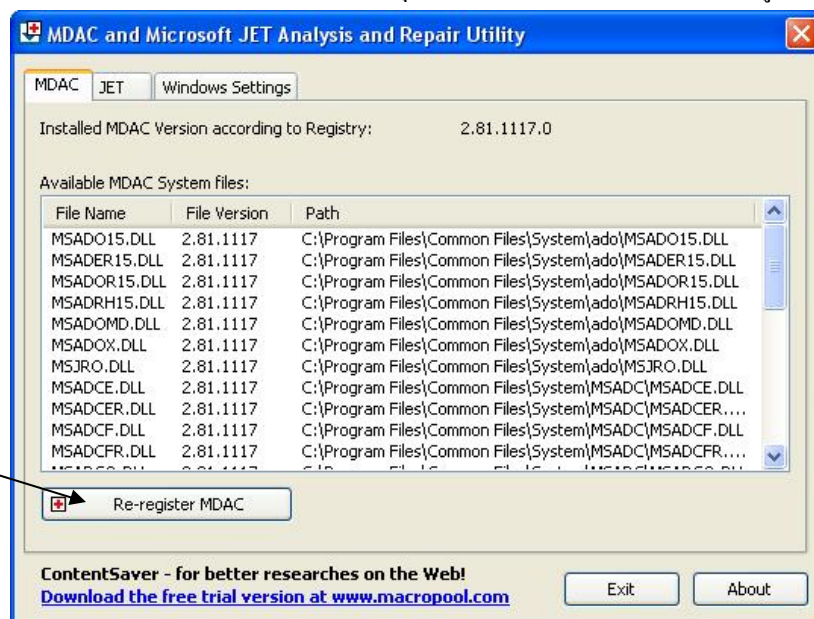 MDAC and Microsoft JET Analysis and Repair Utility
MDAC JET Windows Settings
Installed MDAC Version according to Registry: 2.81.1117.0
Available MDAC System files:
File Name File Version Path
MSADO15.DLL 2.81.1117 C:\Program Files\Common Files\System\ado\MSADO15.DLL
MSADER15.DLL 2.81.1117 C:\Program Files\Common Files\System\ado\MSADER15.DLL
MSADOR15.DLL 2.81.1117 C:\Program Files\Common Files\System\ado\MSADOR15.DLL
MSADRH15.DLL 2.81.1117 C:\Program Files\Common Files\System\ado\MSADRH15.DLL
MSADOMD.DLL 2.81.1117 C:\Program Files\Common Files\System\ado\MSADOMD.DLL
MSADOX.DLL 2.81.1117 C:\Program Files\Common Files\System\ado\MSADOX.DLL
MSJRO.DLL 2.81.1117 C:\Program Files\Common Files\System\ado\MSJRO.DLL
MSADCE.DLL 2.81.1117 C:\Program Files\Common Files\System\MSADC\MSADCE.DLL
MSADCER.DLL 2.81.1117 C:\Program Files\Common Files\System\MSADC\MSADCER....
MSADCF.DLL 2.81.1117 C:\Program Files\Common Files\System\MSADC\MSADCF.DLL
MSADCFR.DLL 2.81.1117 C:\Program Files\Common Files\System\MSADC\MSADCFR....
Re-register MDAC
ContentSaver - for better researches on the Web!
Download the free trial version at www.macropool.com
Exit About